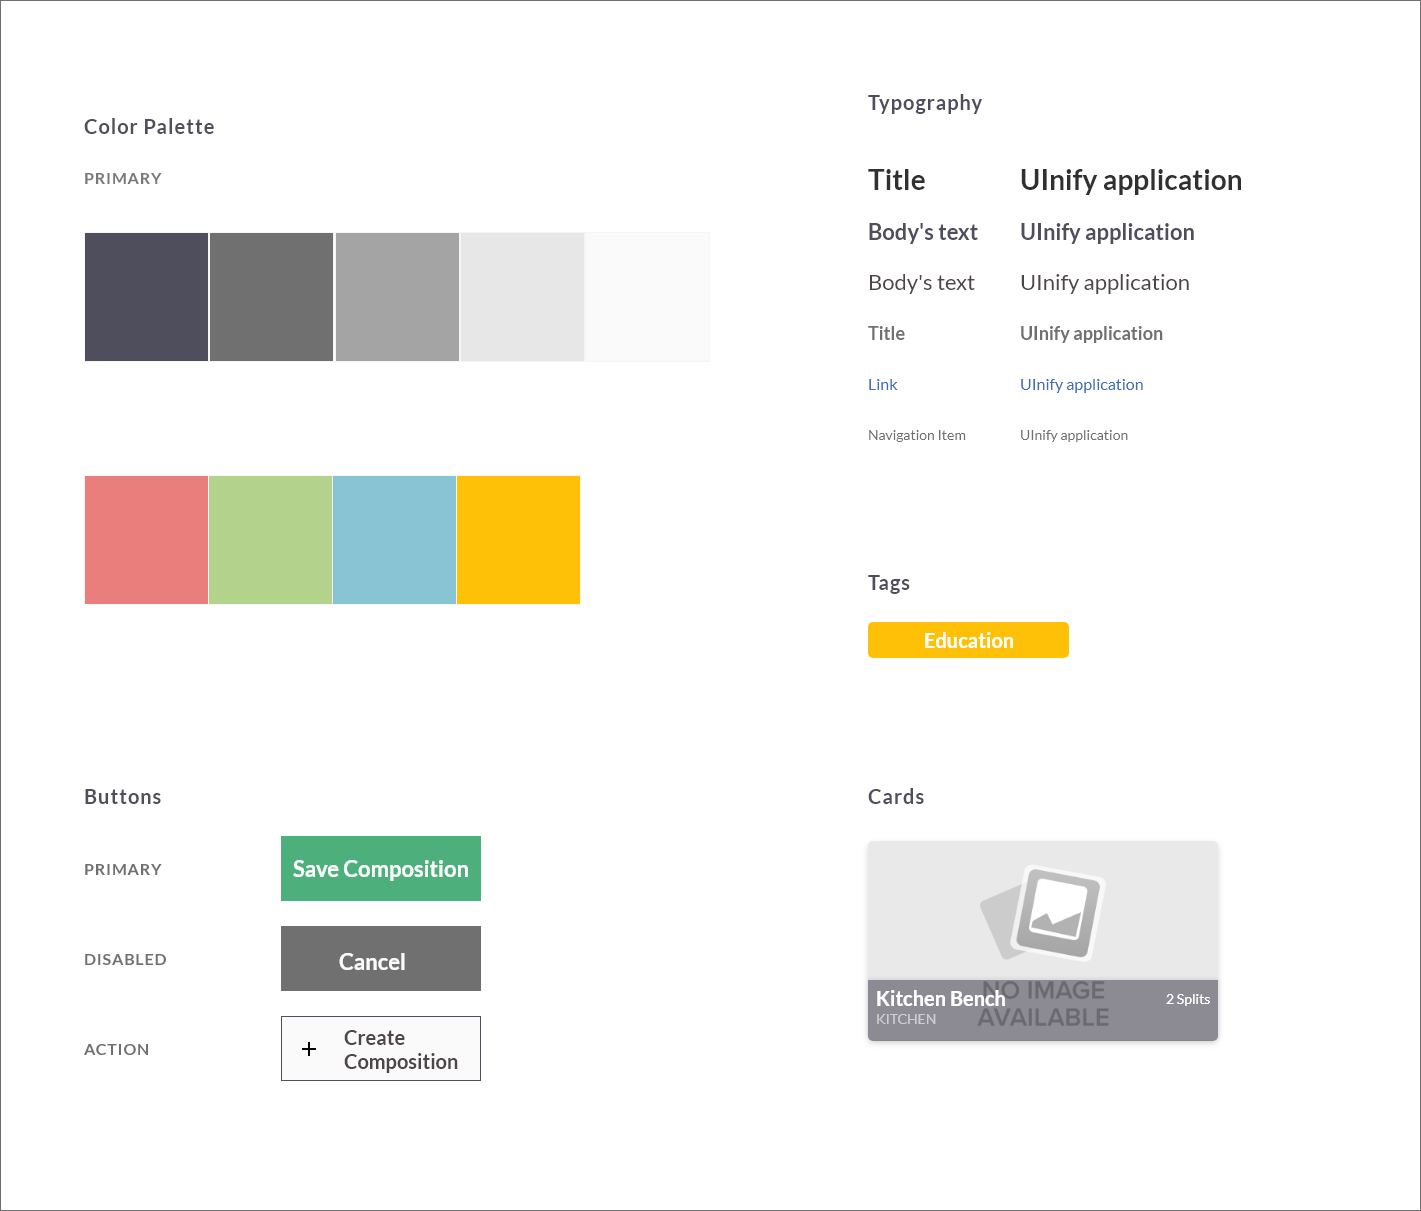 Color Palette
PRIMARY
Typography
Title UInify application
Body's text UInify application
Body's text UInify application
Title UInify application
Link UInify application
Navigation Item UInify application
Tags
Education
Buttons
PRIMARY Save Composition
DISABLED Cancel
ACTION + Create
Composition
Cards
NO IMAGE
AVAILABLE
Kitchen Bench 2 Splits
KITCHEN